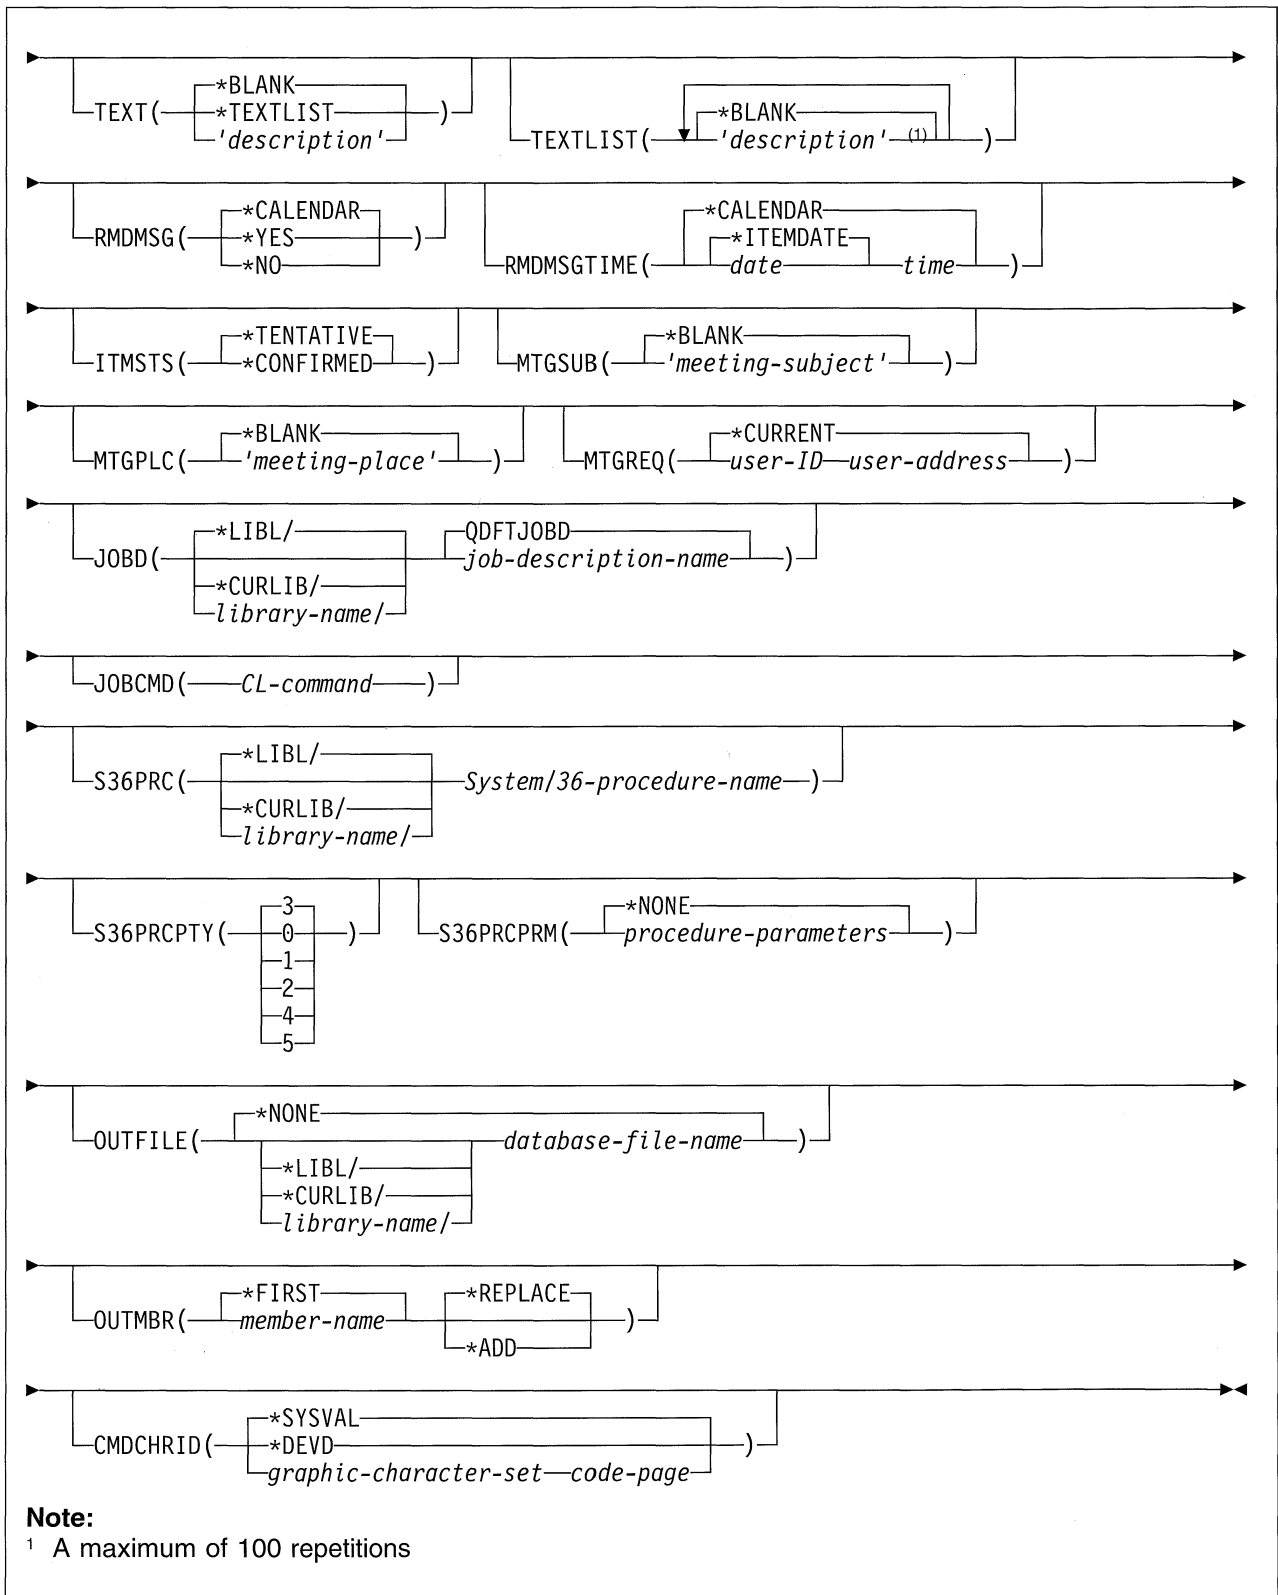 *BLANK
TEXT( *TEXTLIST )
'description'
*BLANK
TEXTLIST( 'description' (1) )
*CALENDAR
RMDMSG( *YES )
*NO
*CALENDAR
*ITEMDATE
RMDMSGTIME( date time )
*TENTATIVE
ITMSTS( *CONFIRMED )
*BLANK
MTGSUB( 'meeting-subject' )
*BLANK
MTGPLC( 'meeting-place' )
*CURRENT
MTGREQ( user-ID user-address )
*LIBL/ QDFTJOBD
JOBD( job-description-name )
*CURLIB/
library-name/
JOBCMD( CL-command )
*LIBL/
S36PRC( System/36-procedure-name )
*CURLIB/
library-name/
3
S36PRCPTY( 0 )
1
2
4
5
*NONE
S36PRCPRM( procedure-parameters )
*NONE
OUTFILE( database-file-name )
*LIBL/
*CURLIB/
library-name/
*FIRST *REPLACE
OUTMBR( member-name )
*ADD
*SYSVAL
CMDCHRID( *DEVD )
graphic-character-set code-page
Note:
1 A maximum of 100 repetitions